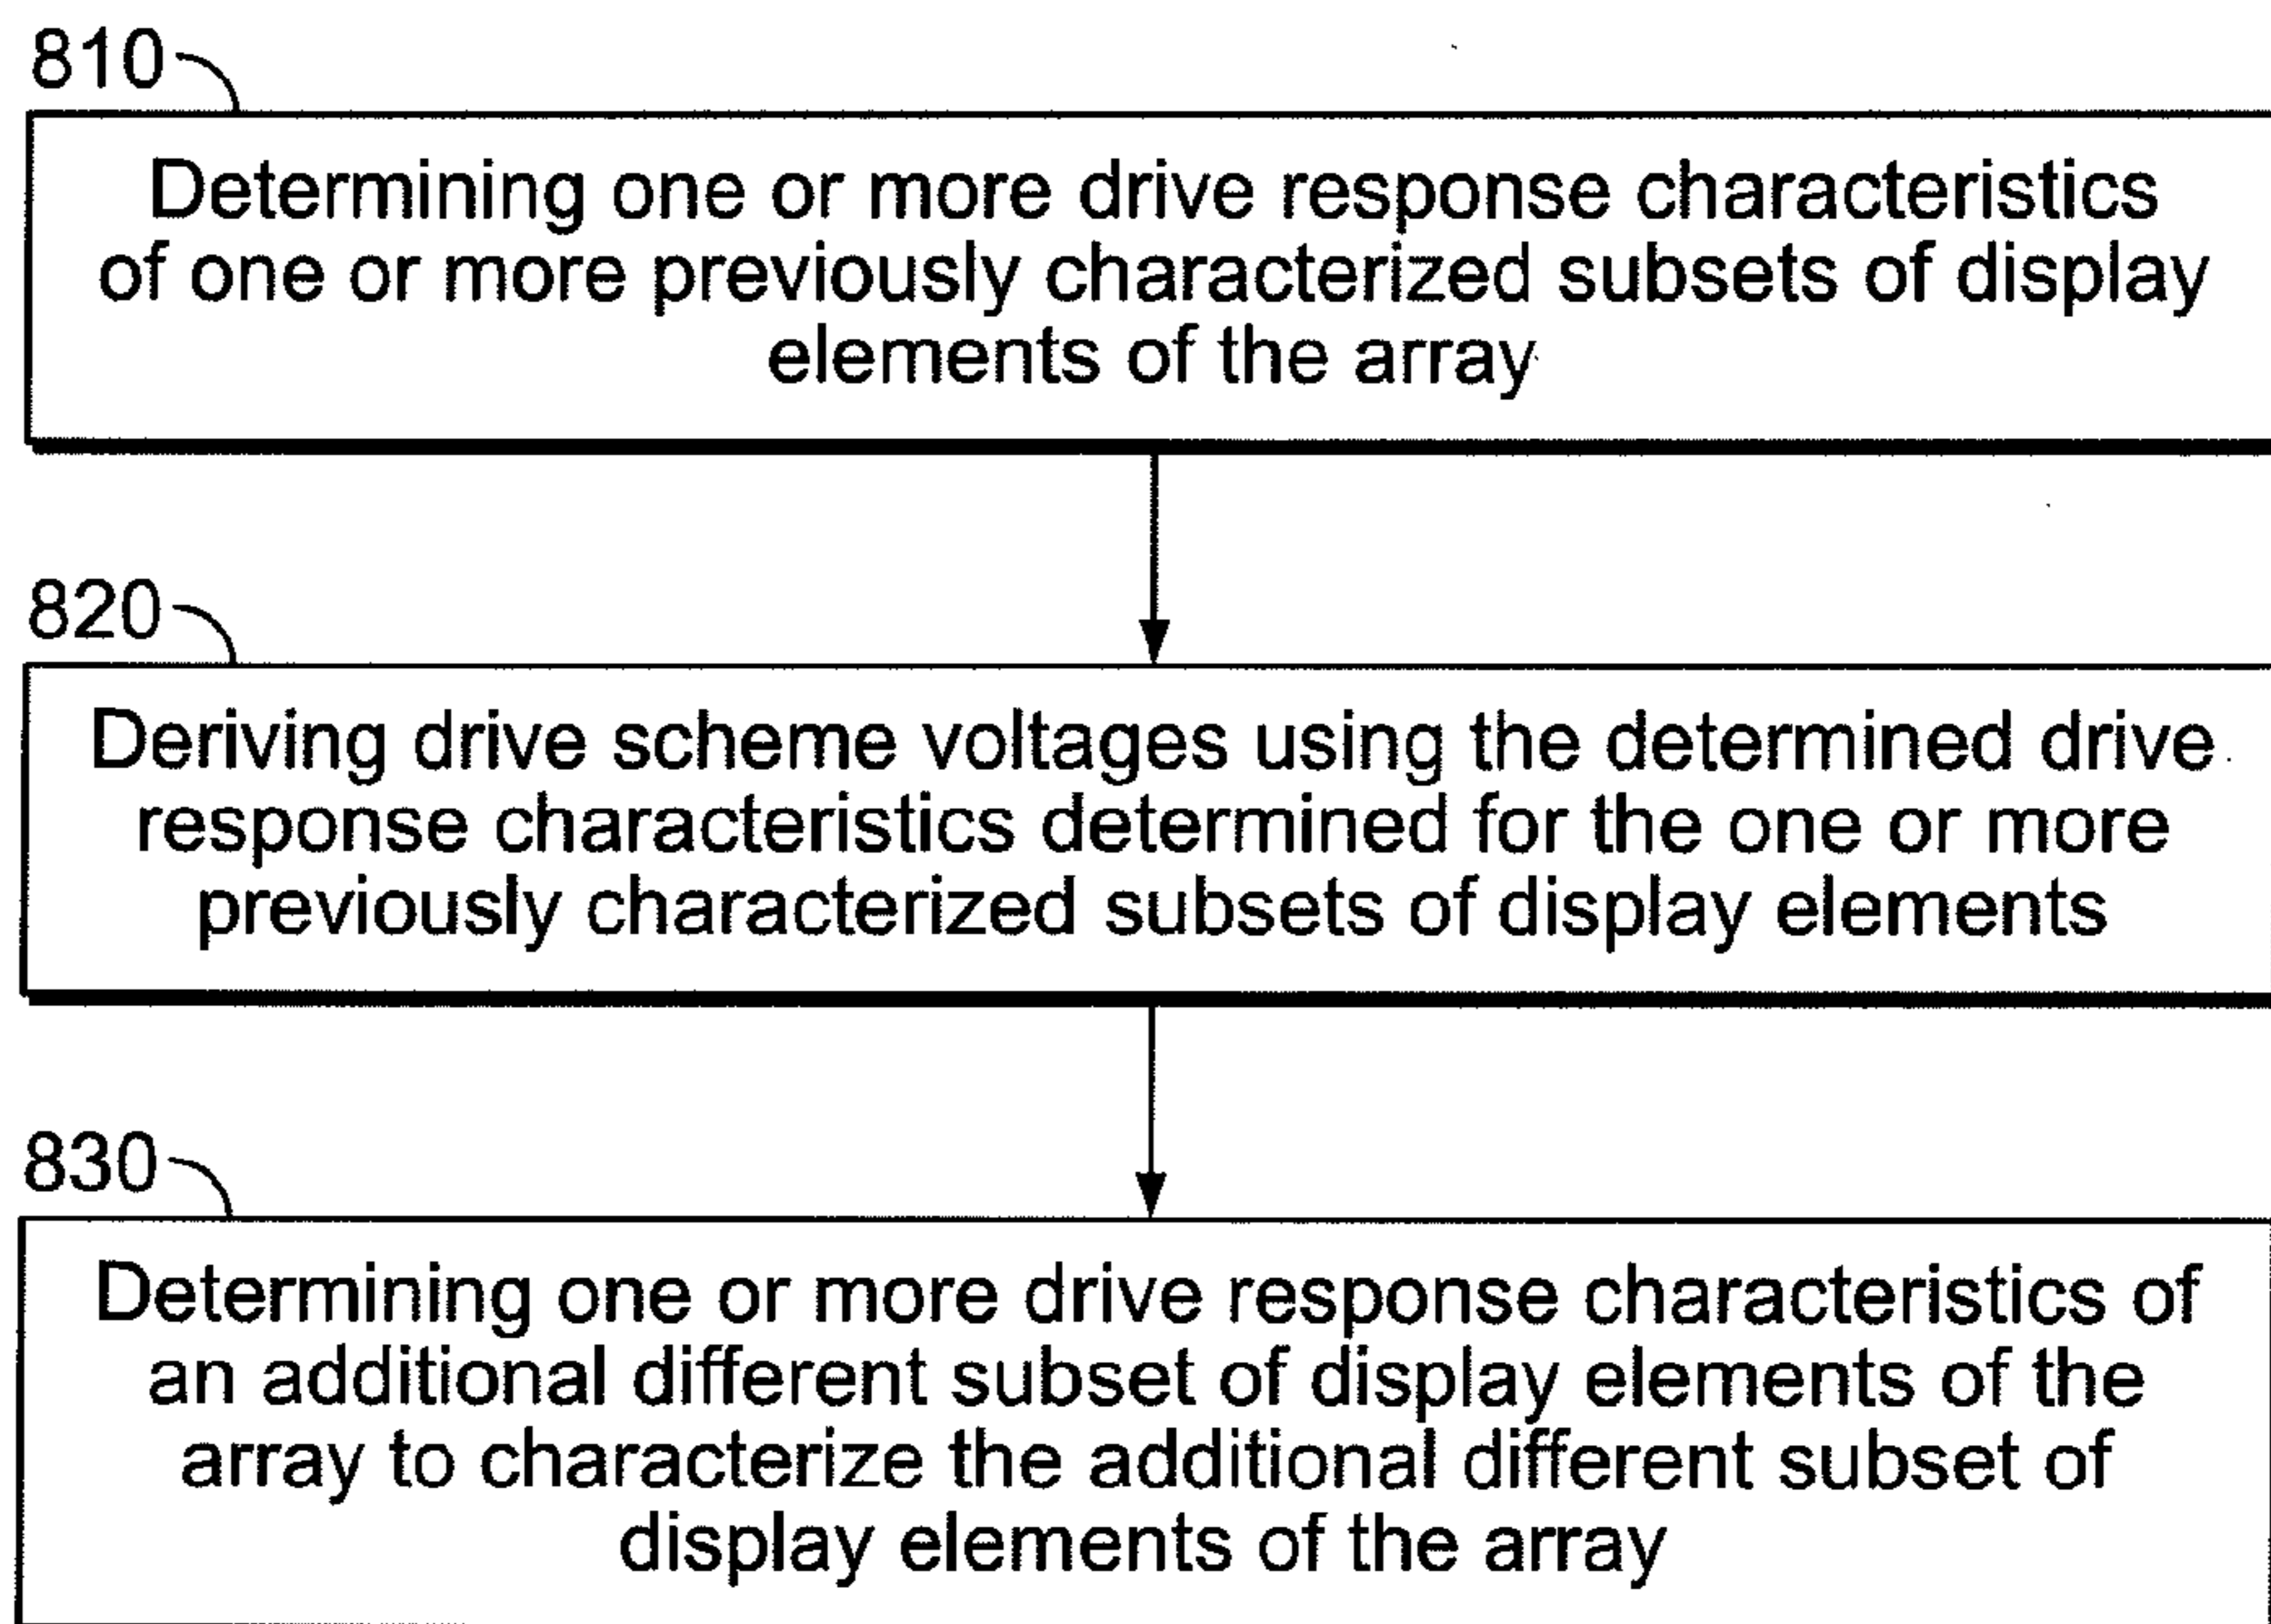 810
Determining one or more drive response characteristics
of one or more previously characterized subsets of display
elements of the array
820
Deriving drive scheme voltages using the determined drive
response characteristics determined for the one or more
previously characterized subsets of display elements
830
Determining one or more drive response characteristics of
an additional different subset of display elements of the
array to characterize the additional different subset of
display elements of the array